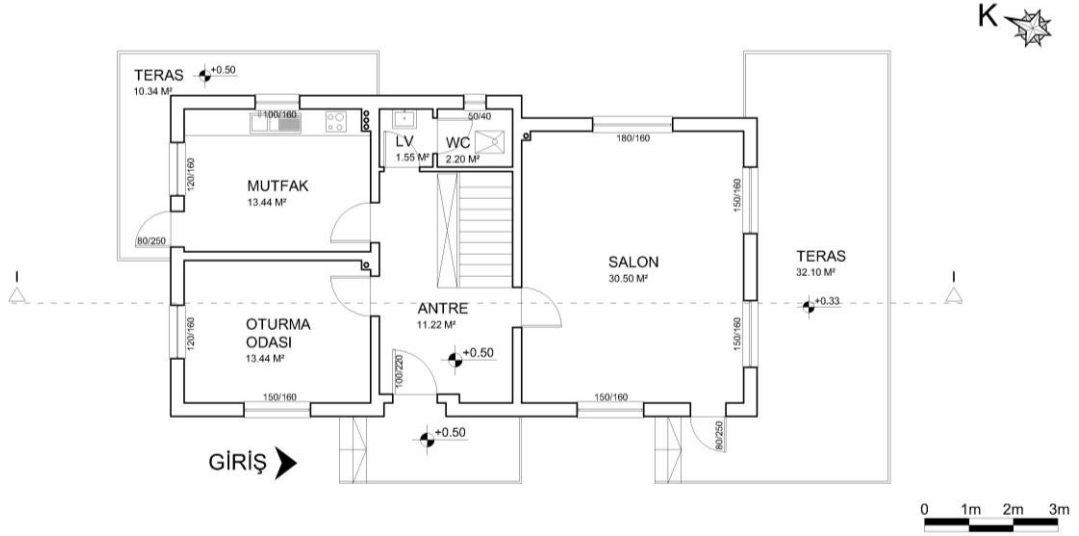 K
TERAS
10.34 M²
+0.50
100/160
50/40
LV
1.55 M²
WC
2.20 M²
180/160
120/160
MUTFAK
13.44 M²
150/160
80/250
SALON
30.50 M²
TERAS
32.10 M²
I
I
+0.33
ANTRE
11.22 M²
OTURMA
ODASI
13.44 M²
120/160
150/160
+0.50
100/220
150/160
150/160
80/250
+0.50
GİRİŞ
0 1m 2m 3m